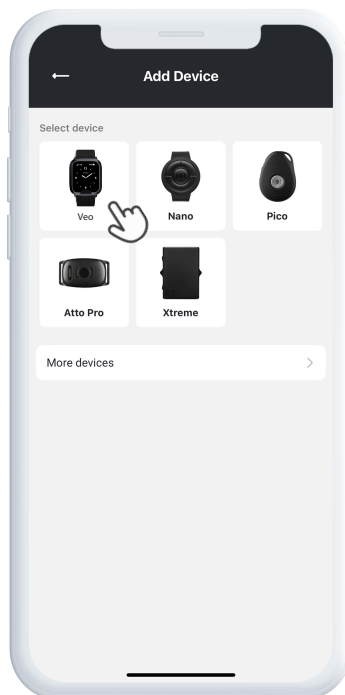 Add Device
Select device
Veo
Nano
Pico
Atto Pro
Xtreme
More devices